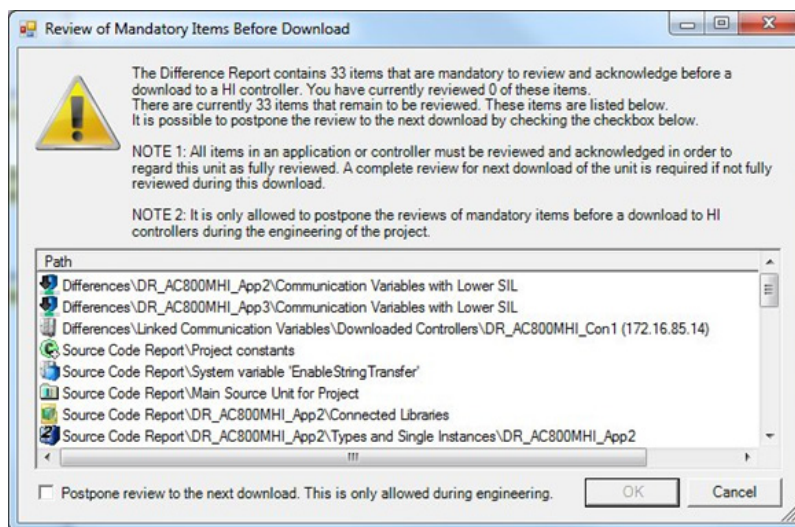 Review of Mandatory Items Before Download
The Difference Report contains 33 items that are mandatory to review and acknowledge before a
download to a HI controller. You have currently reviewed 0 of these items.
There are currently 33 items that remain to be reviewed. These items are listed below.
It is possible to postpone the review to the next download by checking the checkbox below.
NOTE 1: All items in an application or controller must be reviewed and acknowledged in order to
regard this unit as fully reviewed. A complete review for next download of the unit is required if not fully
reviewed during this download.
NOTE 2: It is only allowed to postpone the reviews of mandatory items before a download to HI
controllers during the engineering of the project.
Path
Differences\DR_AC800MHI_App2\Communication Variables with Lower SIL
Differences\DR_AC800MHI_App3\Communication Variables with Lower SIL
Differences\Linked Communication Variables\Downloaded Controllers\DR_AC800MHI_Con1 (172.16.85.14)
Source Code Report\Project constants
Source Code Report\System variable 'EnableStringTransfer'
Source Code Report\Main Source Unit for Project
Source Code Report\DR_AC800MHI_App2\Connected Libraries
Source Code Report\DR_AC800MHI_App2\Types and Single Instances\DR_AC800MHI_App2
Postpone review to the next download. This is only allowed during engineering.
OK
Cancel